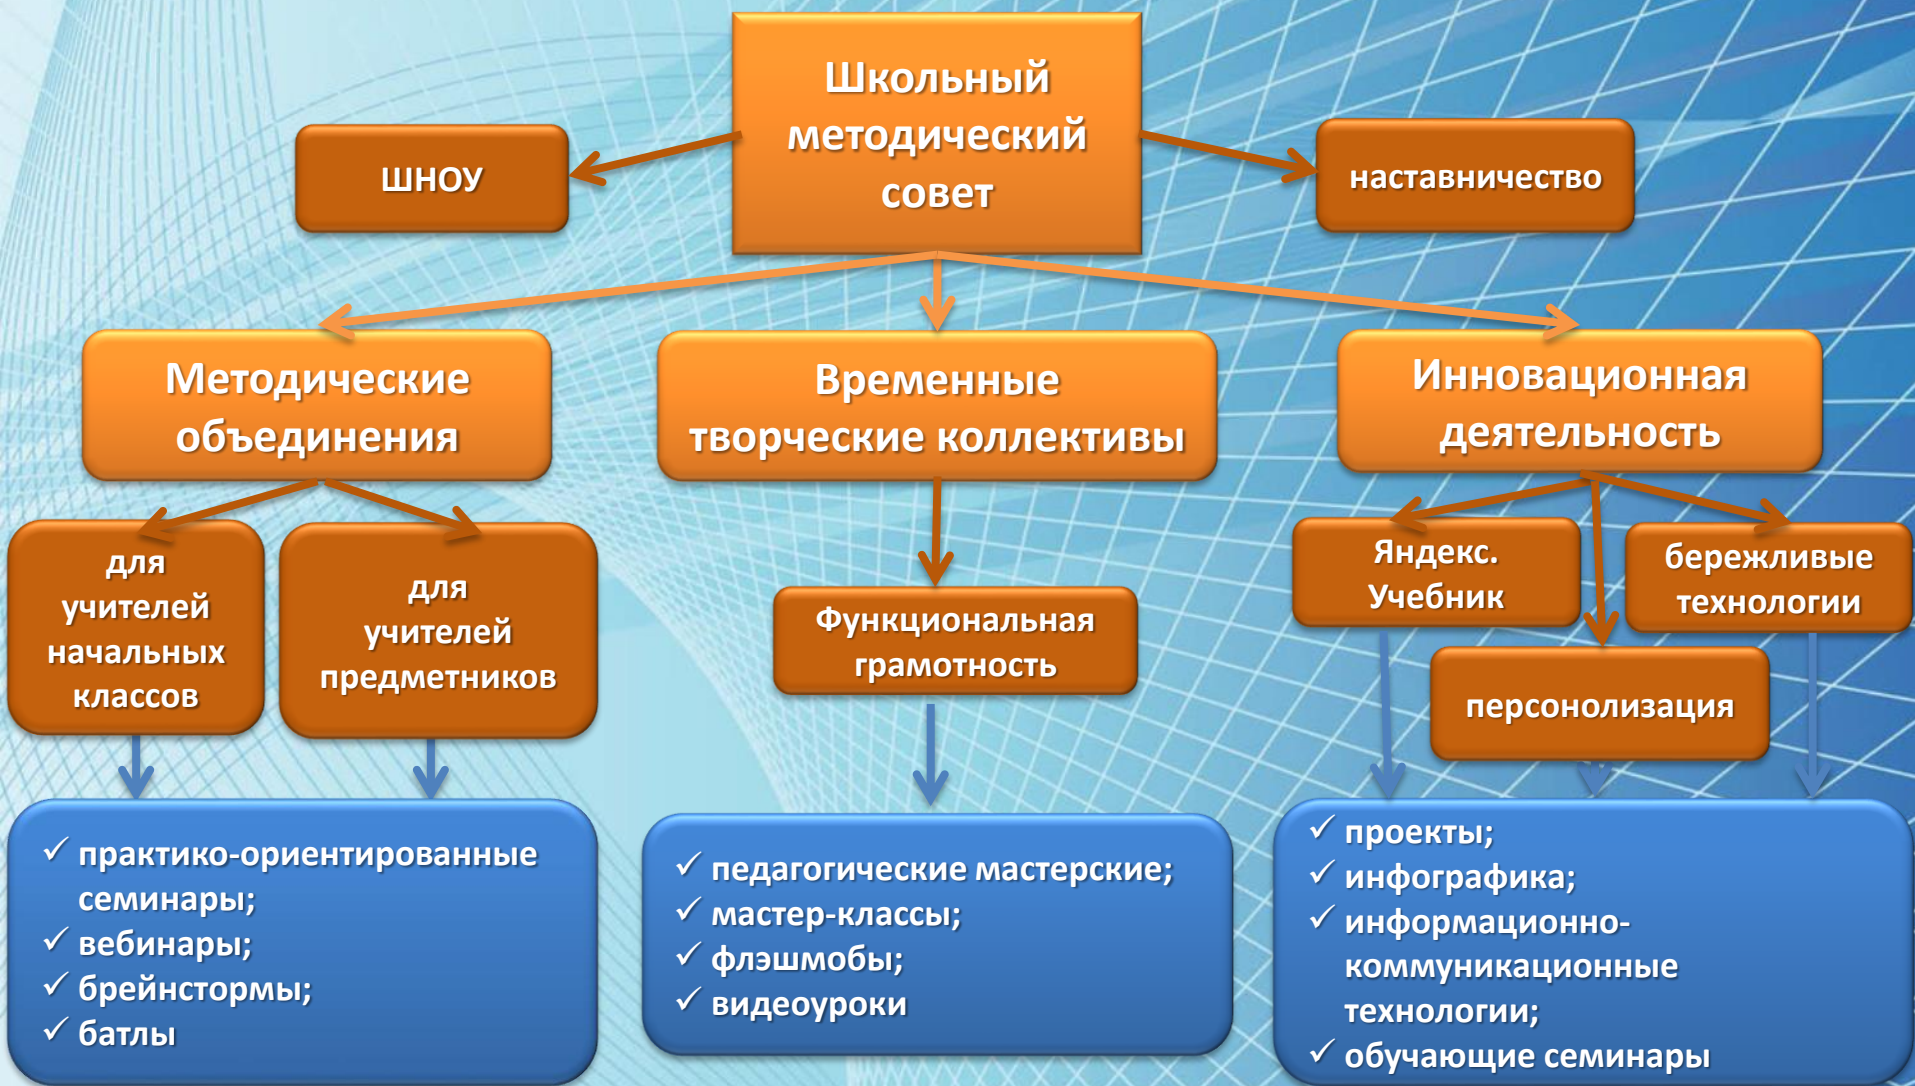 Школьный
методический
совет
ШНОУ
наставничество
Методические
объединения
Временные
творческие коллективы
Инновационная
деятельность
для
учителей
начальных
классов
для
учителей
предметников
Функциональная
грамотность
Яндекс.
Учебник
бережливые
технологии
персонолизация
✓ практико-ориентированные
семинары;
✓ вебинары;
✓ брейнстормы;
✓ батлы
✓ педагогические мастерские;
✓ мастер-классы;
✓ флэшмобы;
✓ видеоуроки
✓ проекты;
✓ инфографика;
✓ информационно-
коммуникационные
технологии;
✓ обучающие семинары